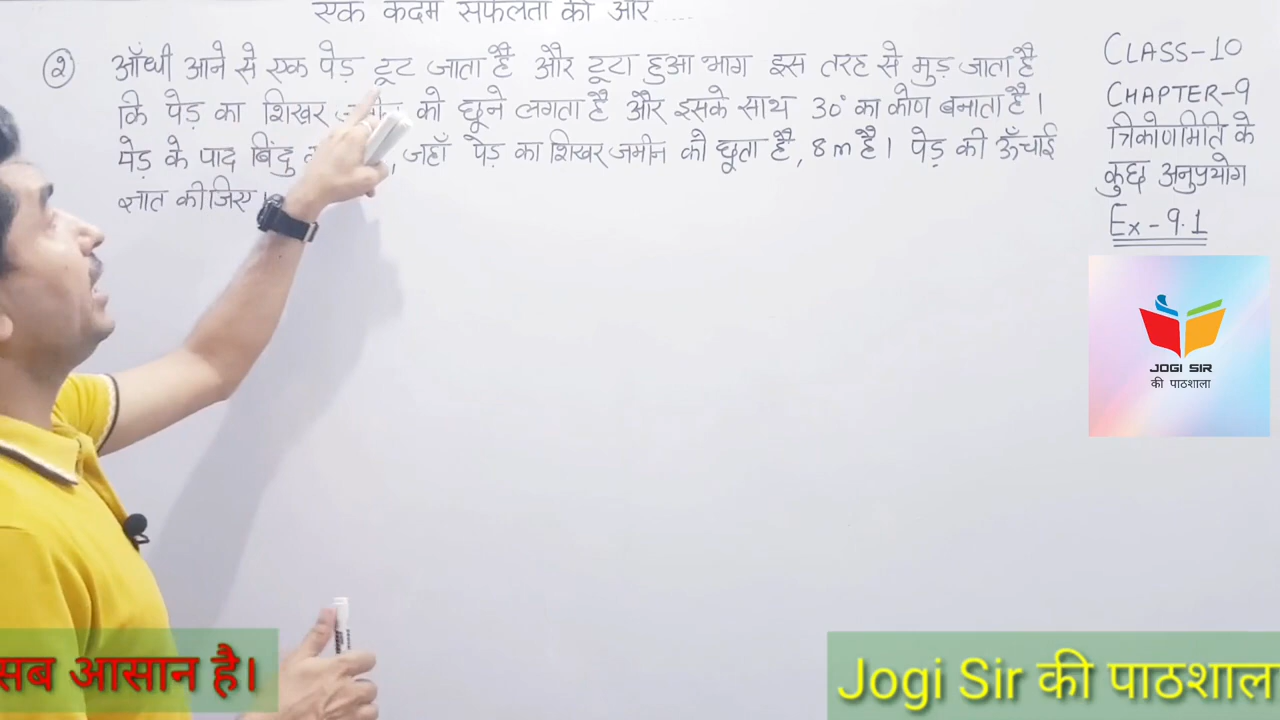 एक कदम सफलता की ओर.....
२ आँधी आने से एक पेड़ टूट जाता है और टूटा हुआ भाग इस तरह से मुड़ जाता है
कि पेड़ का शिखर को छूने लगता है और इसके साथ 30° का कोण बनाता है।
पेड़ के पाद बिंदु , जहाँ पेड़ का शिखर जमीन को छूता है, 8 m है। पेड़ की ऊँचाई
ज्ञात कीजिए।
CLASS-10
CHAPTER-9
त्रिकोणमिति के
कुछ अनुप्रयोग
Ex-9.1
JOGI SIR
की पाठशाला
सब आसान है।
Jogi Sir की पाठशाल